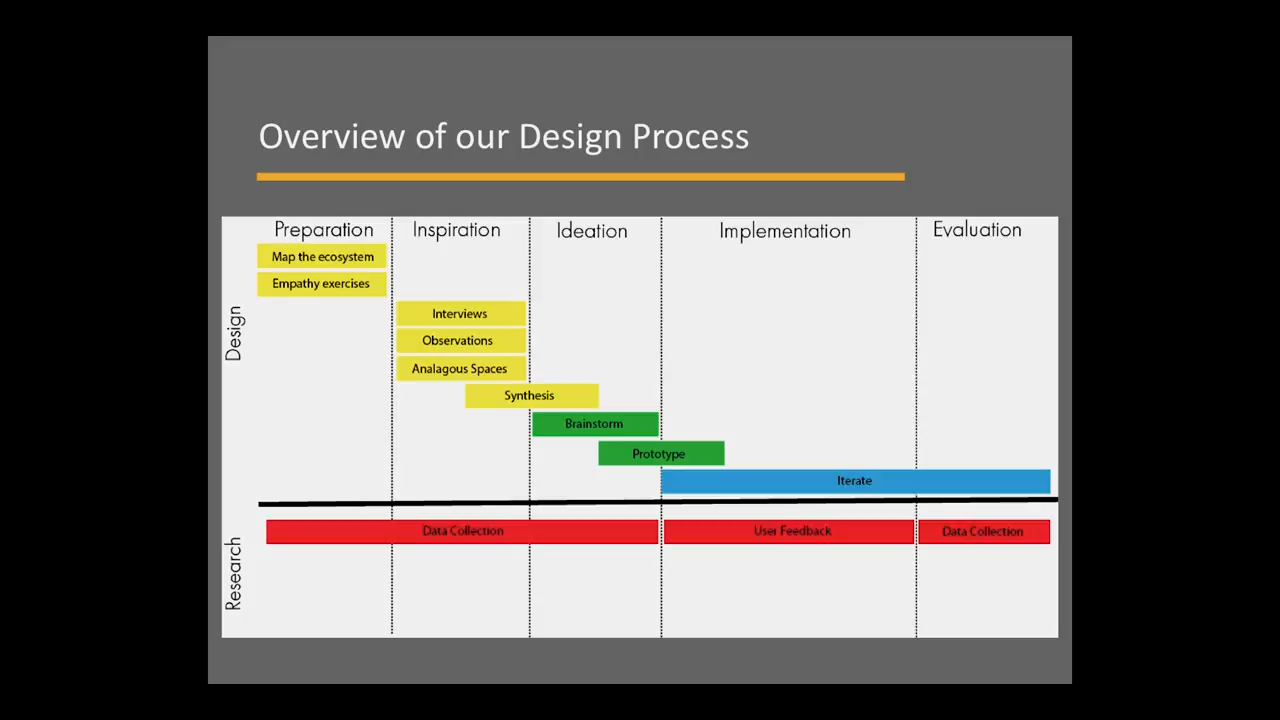 Overview of our Design Process
Preparation
Inspiration
Ideation
Implementation
Evaluation
Design
Map the ecosystem
Empathy exercises
Interviews
Observations
Analagous Spaces
Synthesis
Brainstorm
Prototype
Iterate
Research
Data Collection
User Feedback
Data Collection